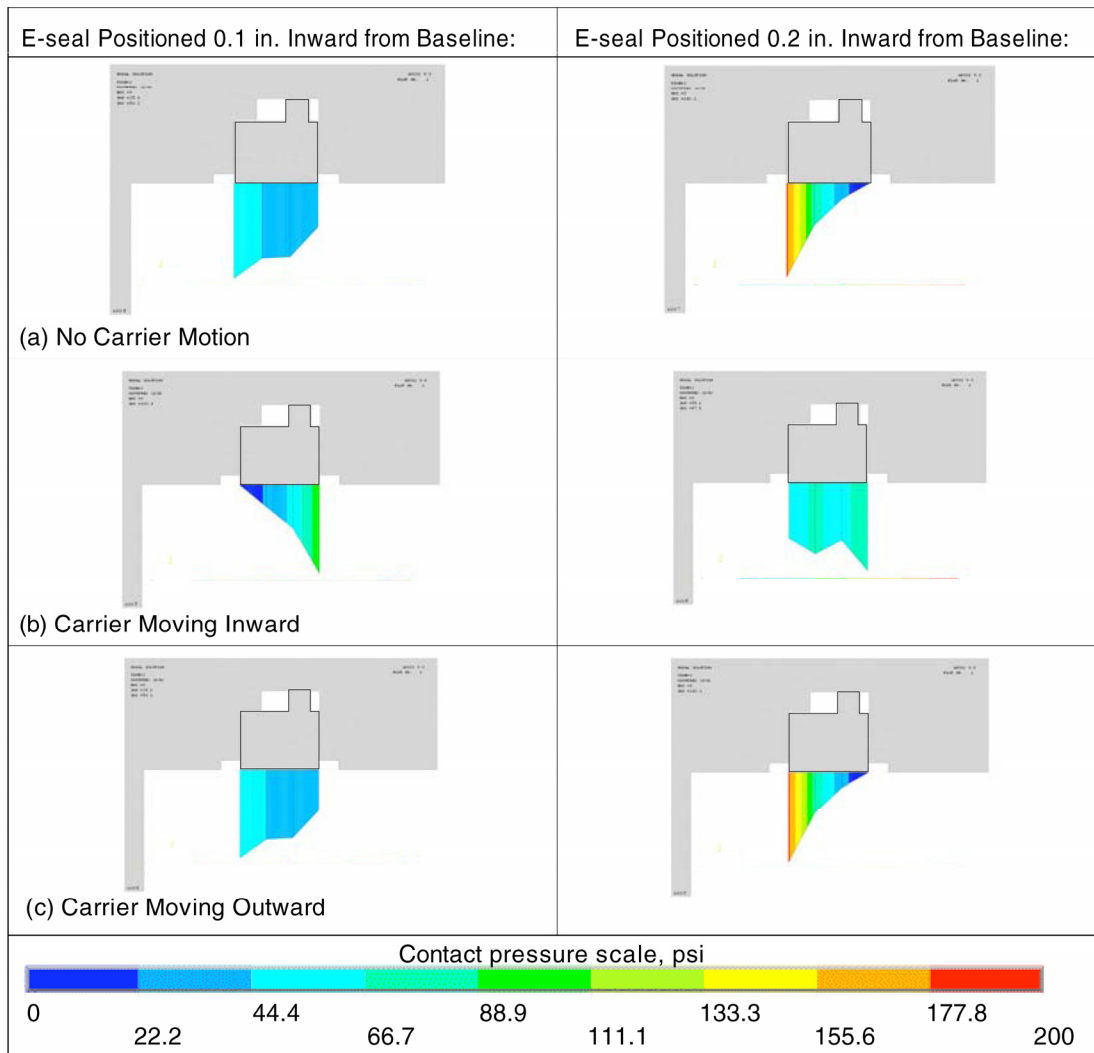 E-seal Positioned 0.1 in. Inward from Baseline:
E-seal Positioned 0.2 in. Inward from Baseline:
(a) No Carrier Motion
(b) Carrier Moving Inward
(c) Carrier Moving Outward
Contact pressure scale, psi
0 22.2 44.4 66.7 88.9 111.1 133.3 155.6 177.8 200